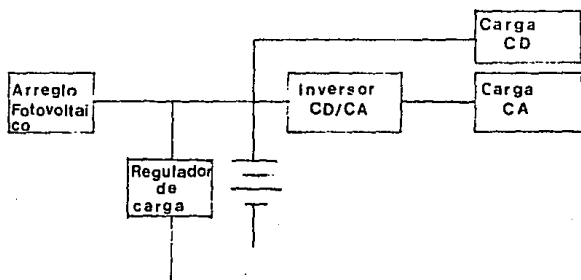 Carga
CD
Arreglo
Fotovoltai
co
Inversor
CD/CA
Carga
CA
Regulador
de
carga